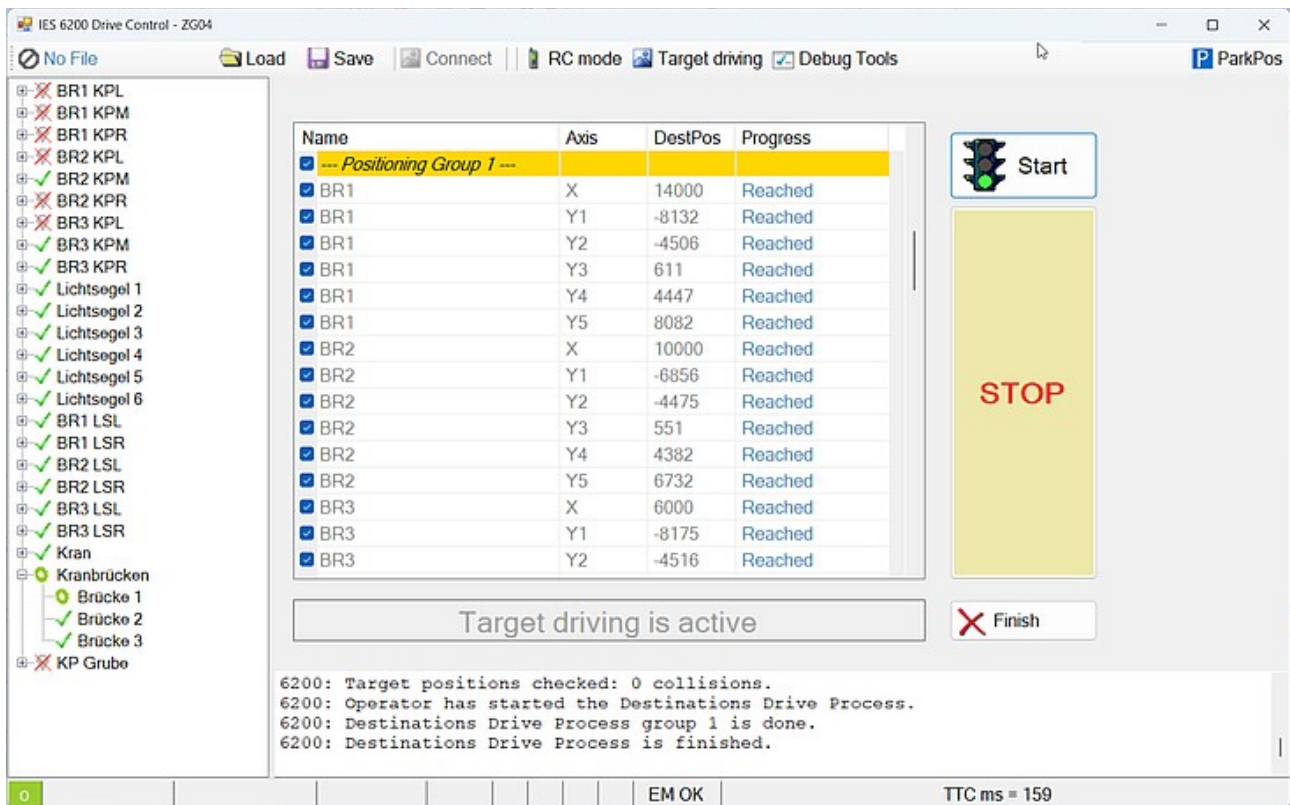 IES 6200 Drive Control - ZG04
No File Load Save Connect RC mode Target driving Debug Tools P ParkPos
BR1 KPL
BR1 KPM
BR1 KPR
BR2 KPL
BR2 KPM
BR2 KPR
BR3 KPL
BR3 KPM
BR3 KPR
Lichtsegel 1
Lichtsegel 2
Lichtsegel 3
Lichtsegel 4
Lichtsegel 5
Lichtsegel 6
BR1 LSL
BR1 LSR
BR2 LSL
BR2 LSR
BR3 LSL
BR3 LSR
Kran
Kranbrücken
Brücke 1
Brücke 2
Brücke 3
KP Grube
Name Axis DestPos Progress
--- Positioning Group 1 ---
BR1 X 14000 Reached
BR1 Y1 -8132 Reached
BR1 Y2 -4506 Reached
BR1 Y3 611 Reached
BR1 Y4 4447 Reached
BR1 Y5 8082 Reached
BR2 X 10000 Reached
BR2 Y1 -6856 Reached
BR2 Y2 -4475 Reached
BR2 Y3 551 Reached
BR2 Y4 4382 Reached
BR2 Y5 6732 Reached
BR3 X 6000 Reached
BR3 Y1 -8175 Reached
BR3 Y2 -4516 Reached
Start
STOP
Target driving is active
Finish
6200: Target positions checked: 0 collisions.
6200: Operator has started the Destinations Drive Process.
6200: Destinations Drive Process group 1 is done.
6200: Destinations Drive Process is finished.
o EM OK TTC ms = 159